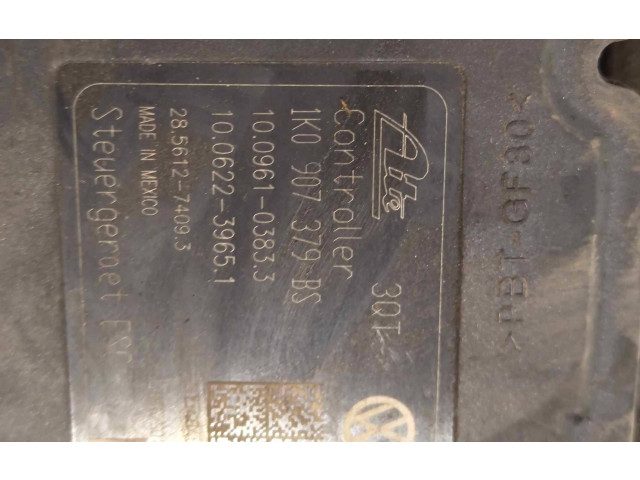 >PBT-GF30<
Ate 3QT
Controller
1K0 907 379 BS
10.0961-0383.3
10.0622-3965.1
28.5612-7409.3
MADE IN MEXICO
Steuergeraet